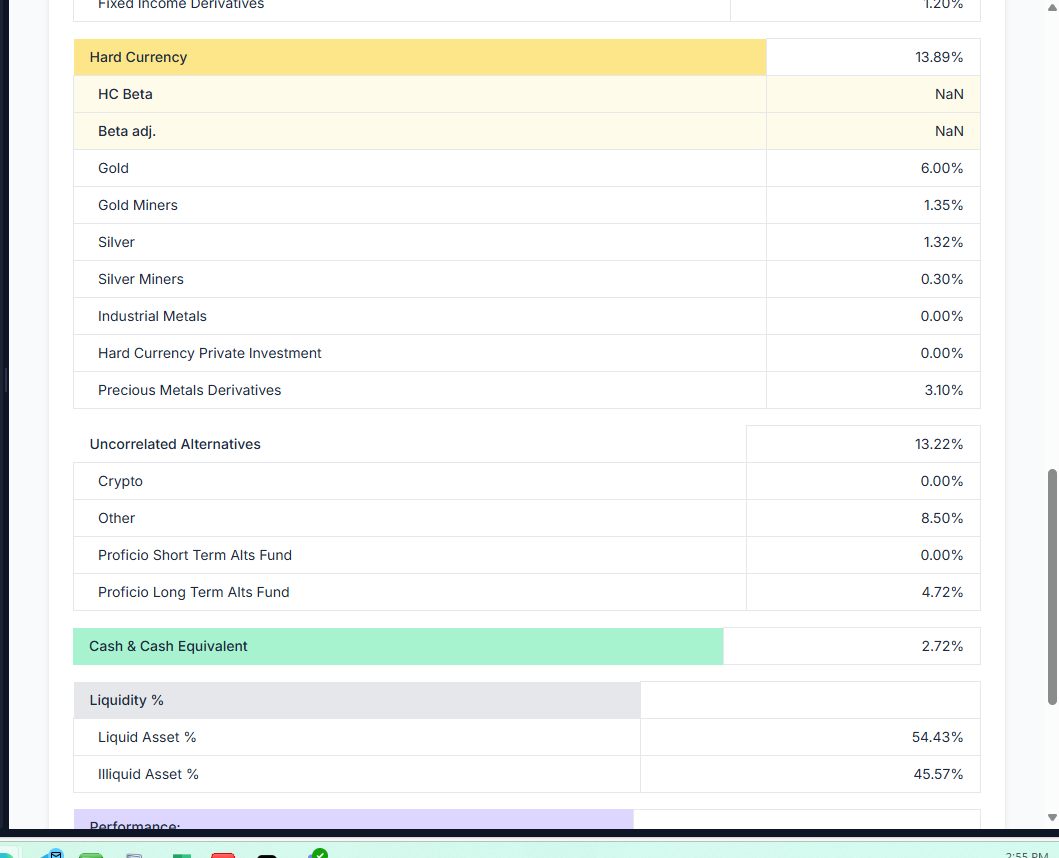 Fixed Income Derivatives 1.20%
Hard Currency 13.89%
HC Beta NaN
Beta adj. NaN
Gold 6.00%
Gold Miners 1.35%
Silver 1.32%
Silver Miners 0.30%
Industrial Metals 0.00%
Hard Currency Private Investment 0.00%
Precious Metals Derivatives 3.10%
Uncorrelated Alternatives 13.22%
Crypto 0.00%
Other 8.50%
Proficio Short Term Alts Fund 0.00%
Proficio Long Term Alts Fund 4.72%
Cash & Cash Equivalent 2.72%
Liquidity %
Liquid Asset % 54.43%
Illiquid Asset % 45.57%
Performance:
2:55 PM